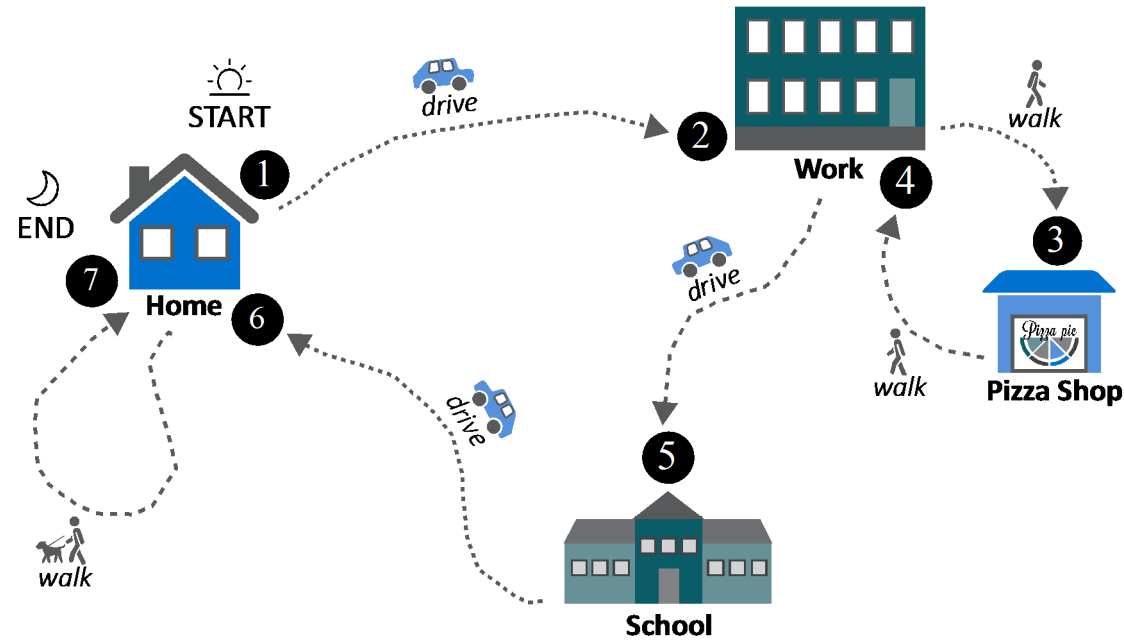 START
1
drive
2
Work
walk
3
Pizza pie
Pizza Shop
walk
4
drive
5
School
drive
6
Home
walk
7
END